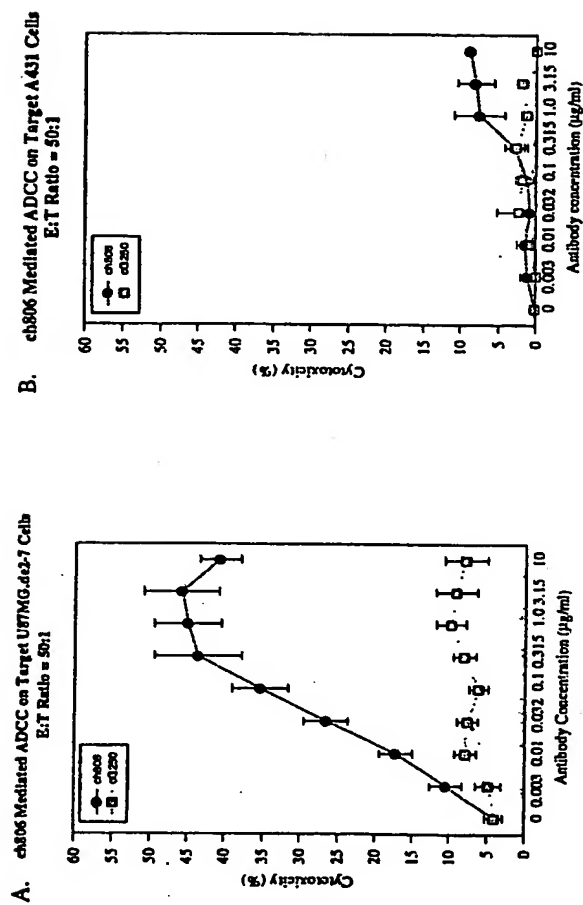 A.
ch806 Mediated ADCC on Target U87MG.de2-7 Cells
E:T Ratio = 50:1
Cytotoxicity (%)
60
55
50
45
40
35
30
25
20
15
10
5
0
ch806
cG250
0 0.003 0.01 0.032 0.1 0.315 1.0 3.15 10
Antibody Concentration (µg/ml)
B.
ch806 Mediated ADCC on Target A431 Cells
E:T Ratio = 50:1
Cytotoxicity (%)
60
55
50
45
40
35
30
25
20
15
10
5
0
ch806
cG250
0 0.003 0.01 0.032 0.1 0.315 1.0 3.15 10
Antibody concentration (µg/ml)